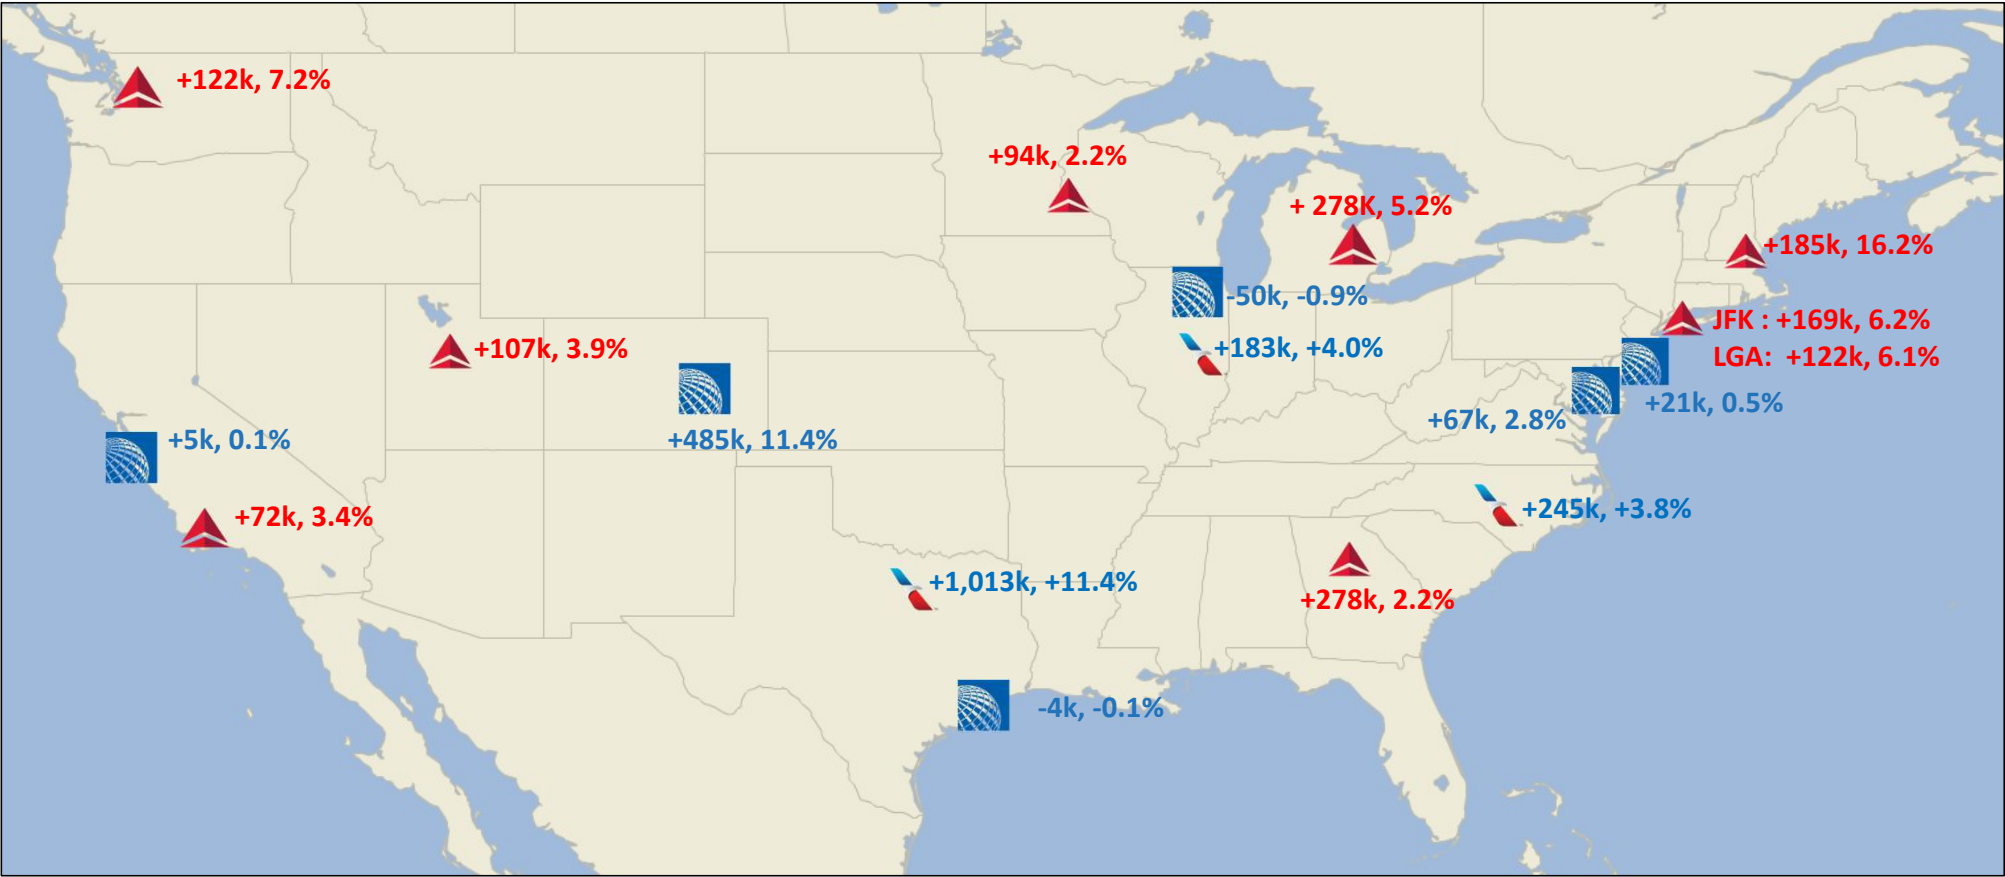 +122k, 7.2%
+94k, 2.2%
+ 278K, 5.2%
+185k, 16.2%
-50k, -0.9%
JFK : +169k, 6.2%
+107k, 3.9%
+183k, +4.0%
LGA:  +122k, 6.1%
+21k, 0.5%
+67k, 2.8%
+5k, 0.1%
+485k, 11.4%
+72k, 3.4%
+245k, +3.8%
+1,013k, +11.4%
+278k, 2.2%
-4k, -0.1%